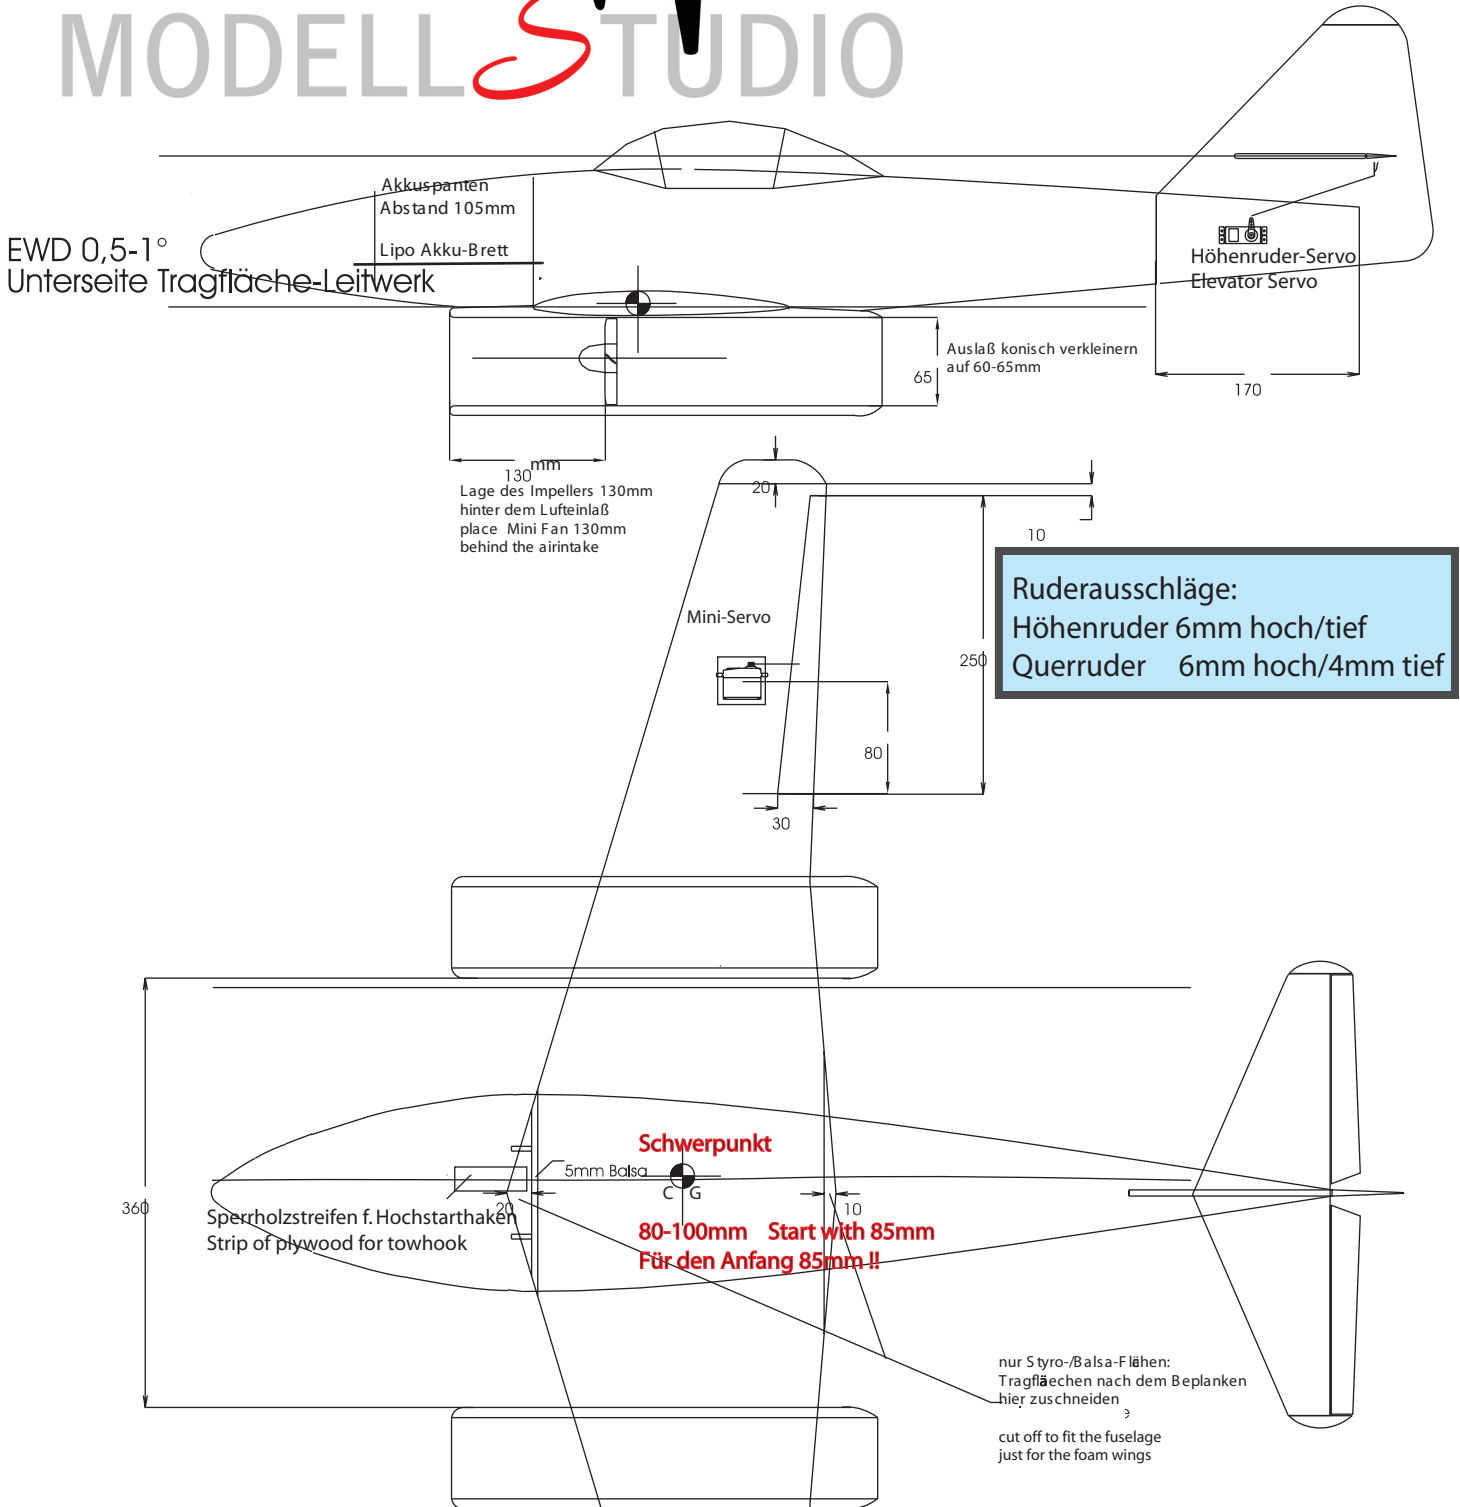 MODELLSTUDIO
Akkuspanten
Abstand 105mm
EWD 0,5-1°
Lipo Akku-Brett
Unterseite Tragfläche-Leitwerk
Höhenruder-Servo
Elevator Servo
Auslaß konisch verkleinern
auf 60-65mm
65
170
mm
130
Lage des Impellers 130mm
hinter dem Lufteinlaß
place Mini Fan 130mm
behind the airintake
20
10
Ruderausschläge:
Höhenruder 6mm hoch/tief
Querruder 6mm hoch/4mm tief
Mini-Servo
250
80
30
Schwerpunkt
5mm Balsa
C G
360
20
10
Sperrholzstreifen f. Hochstarthaken
Strip of plywood for towhook
80-100mm Start with 85mm
Für den Anfang 85mm !!
nur Styro-/Balsa-Flähen:
Tragfläechen nach dem Beplanken
hier zuschneiden
e
cut off to fit the fuselage
just for the foam wings